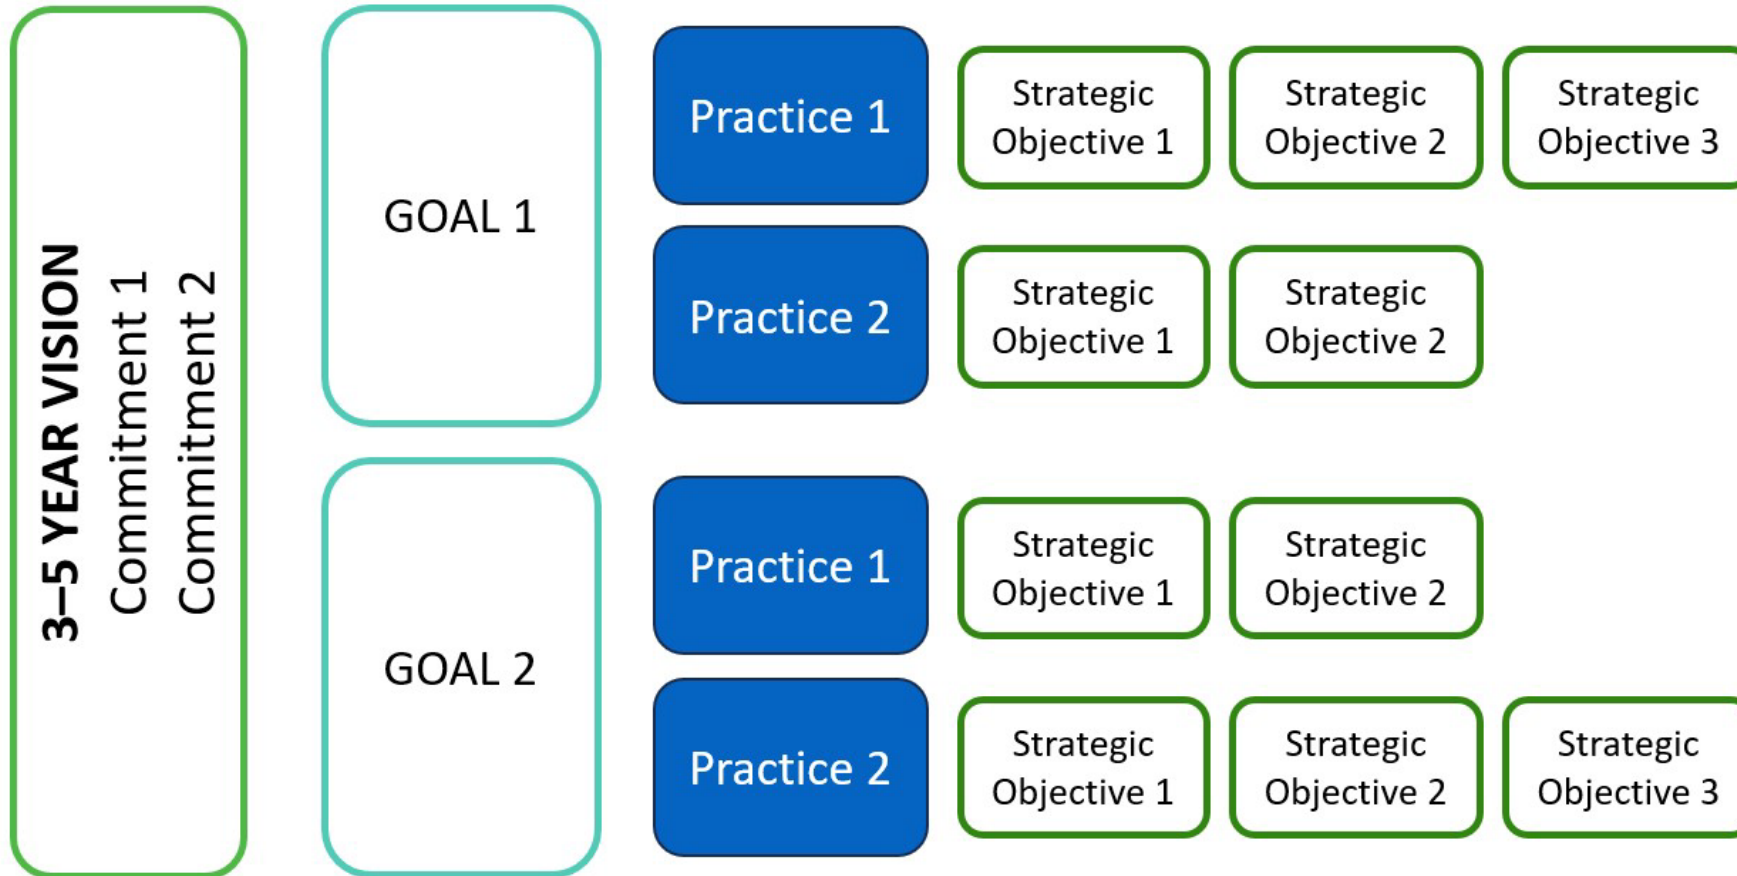 3–5 YEAR VISION
Commitment 1
Commitment 2
GOAL 1
Practice 1
Strategic
Objective 1
Strategic
Objective 2
Strategic
Objective 3
Practice 2
Strategic
Objective 1
Strategic
Objective 2
GOAL 2
Practice 1
Strategic
Objective 1
Strategic
Objective 2
Practice 2
Strategic
Objective 1
Strategic
Objective 2
Strategic
Objective 3